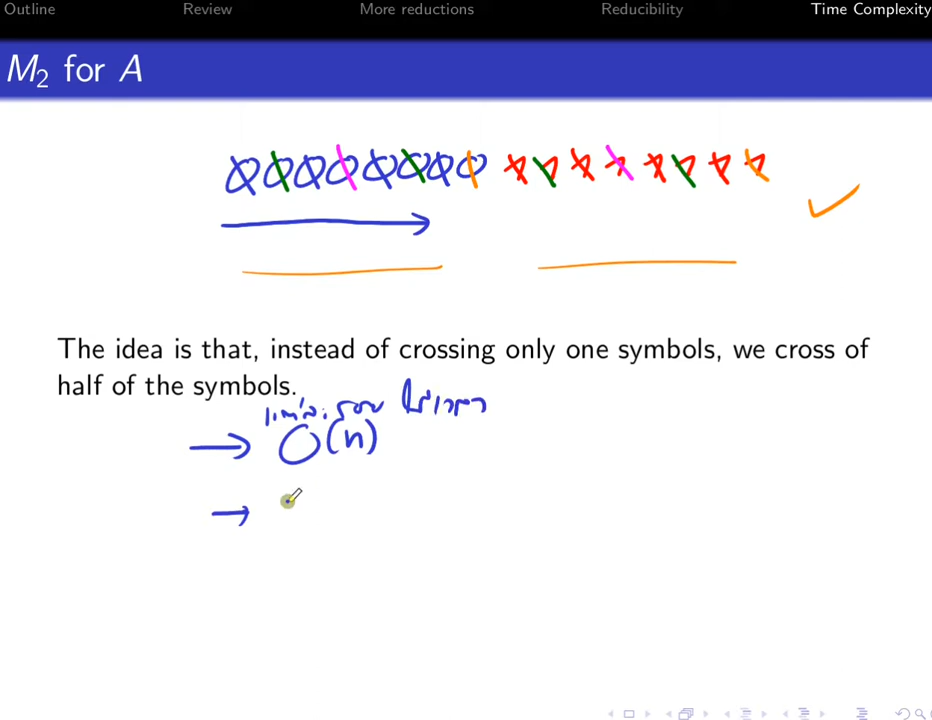 Outline Review More reductions Reducibility Time Complexity
M₂ for A
The idea is that, instead of crossing only one symbols, we cross of
half of the symbols.
→ O(n)
→